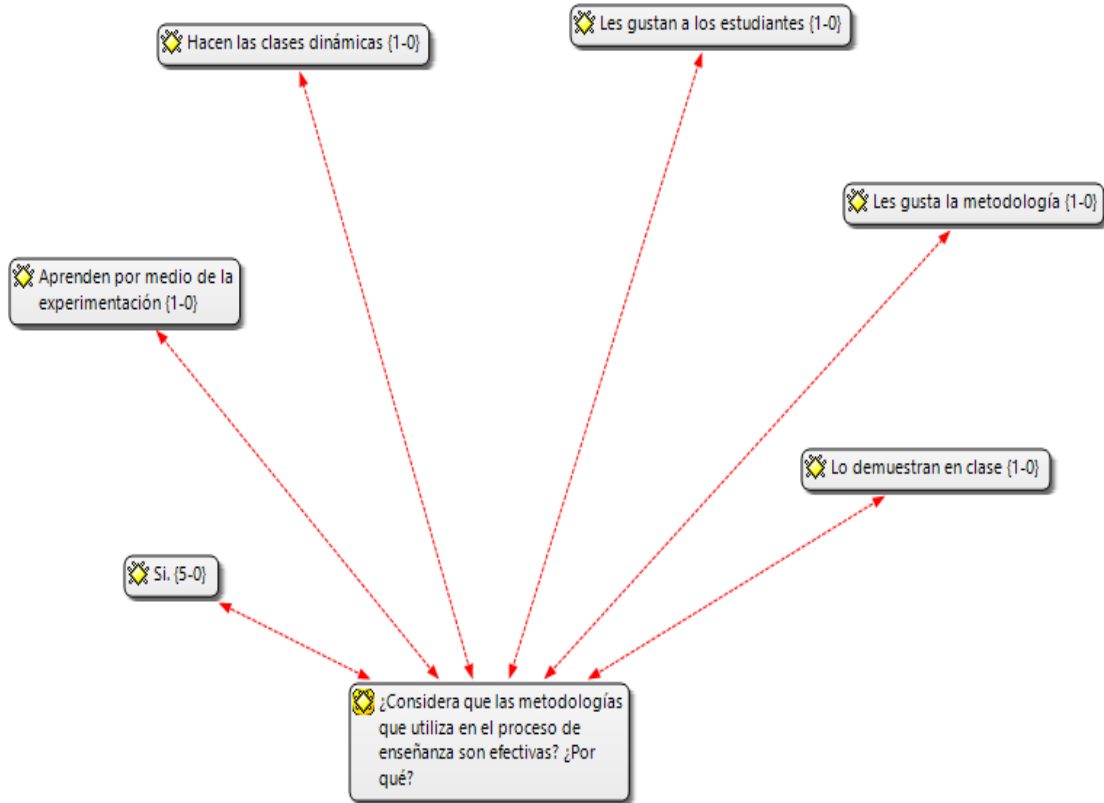 Les gustan a los estudiantes {1-0}
Hacen las clases dinámicas {1-0}
Les gusta la metodología {1-0}
Aprenden por medio de la
experimentación {1-0}
Lo demuestran en clase {1-0}
Si. {5-0}
¿Considera que las metodologías
que utiliza en el proceso de
enseñanza son efectivas? ¿Por
qué?